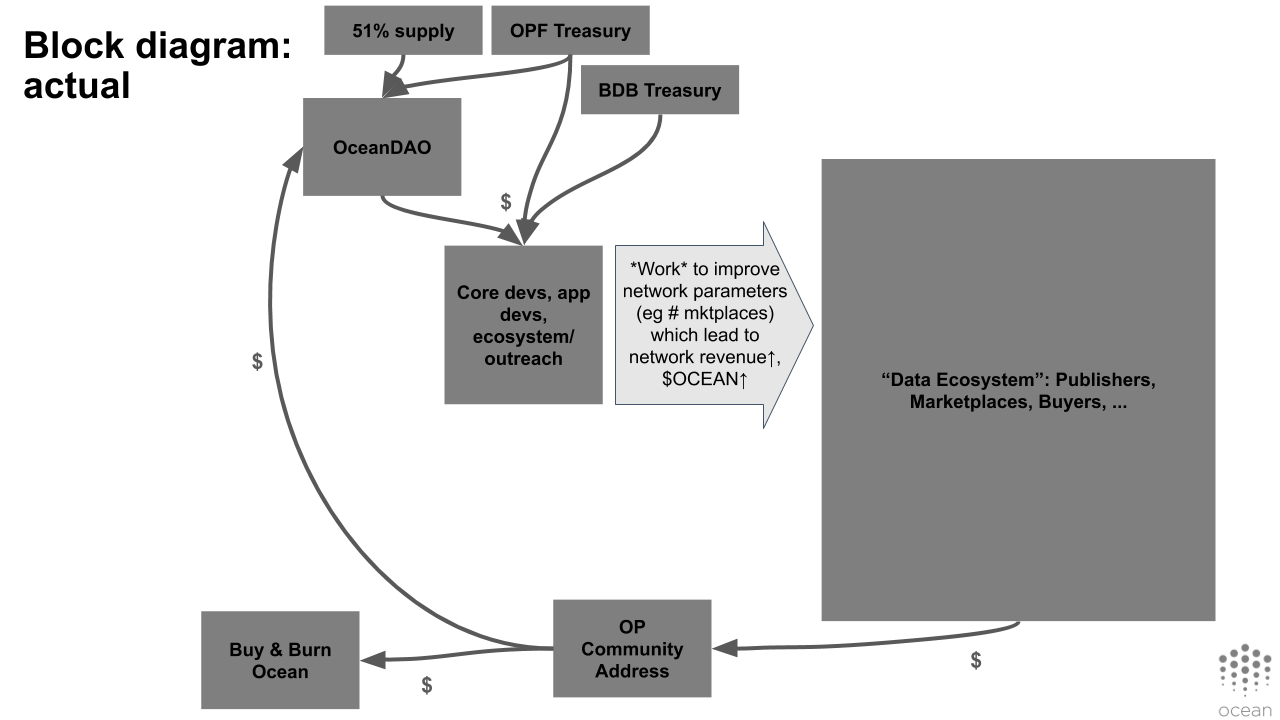 Block diagram:
actual
51% supply
OPF Treasury
BDB Treasury
OceanDAO
$
Core devs, app
devs,
ecosystem/
outreach
*Work* to improve
network parameters
(eg # mktplaces)
which lead to
network revenue↑,
$OCEAN↑
“Data Ecosystem”: Publishers,
Marketplaces, Buyers, ...
$
Buy & Burn
Ocean
$
OP
Community
Address
$
ocean